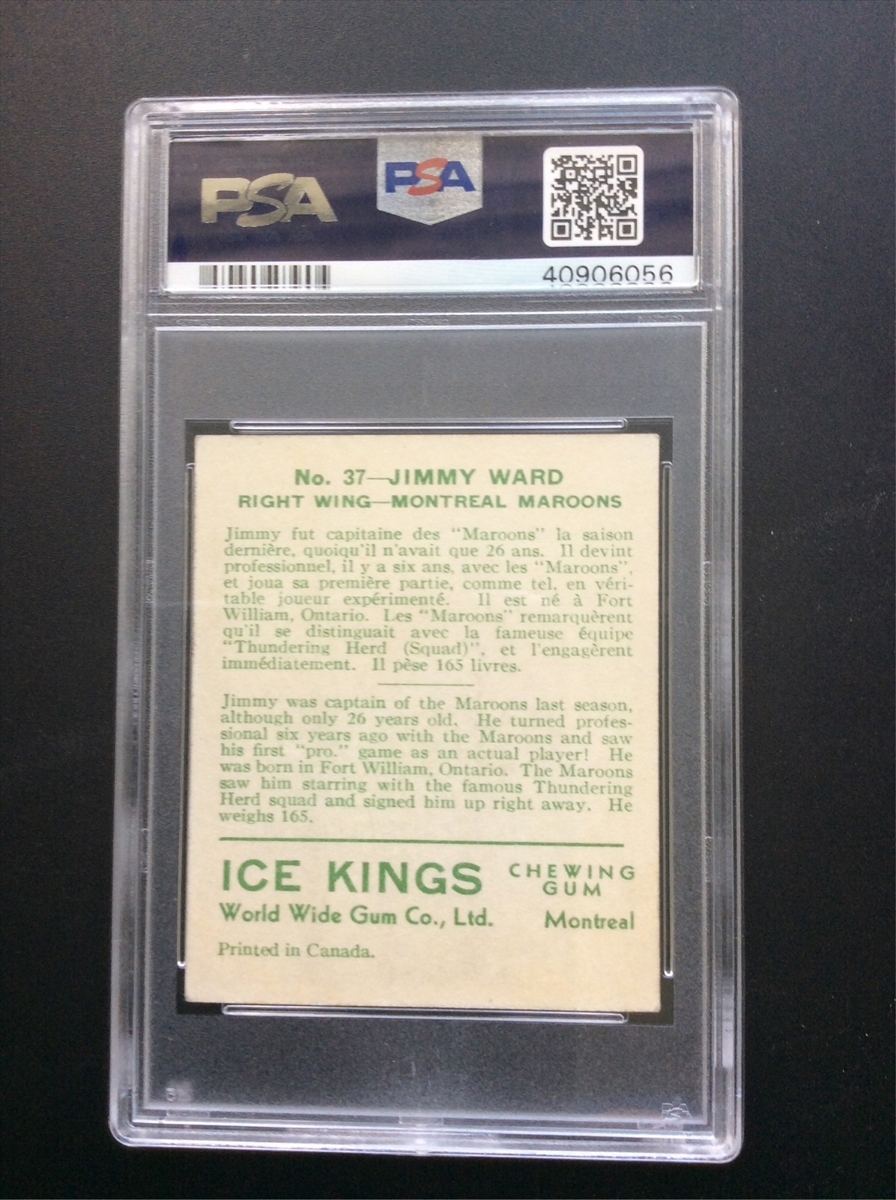 PSA
PSA
40906056
No. 37—JIMMY WARD
RIGHT WING—MONTREAL MAROONS
Jimmy fut capitaine des "Maroons" la saison
dernière, quoiqu'il n'avait que 26 ans. Il devint
professionnel, il y a six ans, avec les "Maroons",
et joua sa première partie, comme tel, en véri-
table joueur expérimenté. Il est né à Fort
William, Ontario. Les "Maroons" remarquèrent
qu'il se distinguait avec la fameuse équipe
"Thundering Herd (Squad)", et l'engagèrent
immédiatement. Il pèse 165 livres.
Jimmy was captain of the Maroons last season,
although only 26 years old. He turned profes-
sional six years ago with the Maroons and saw
his first "pro." game as an actual player! He
was born in Fort William, Ontario. The Maroons
saw him starring with the famous Thundering
Herd squad and signed him up right away. He
weighs 165.
ICE KINGS CHEWING GUM
World Wide Gum Co., Ltd. Montreal
Printed in Canada.
PSA